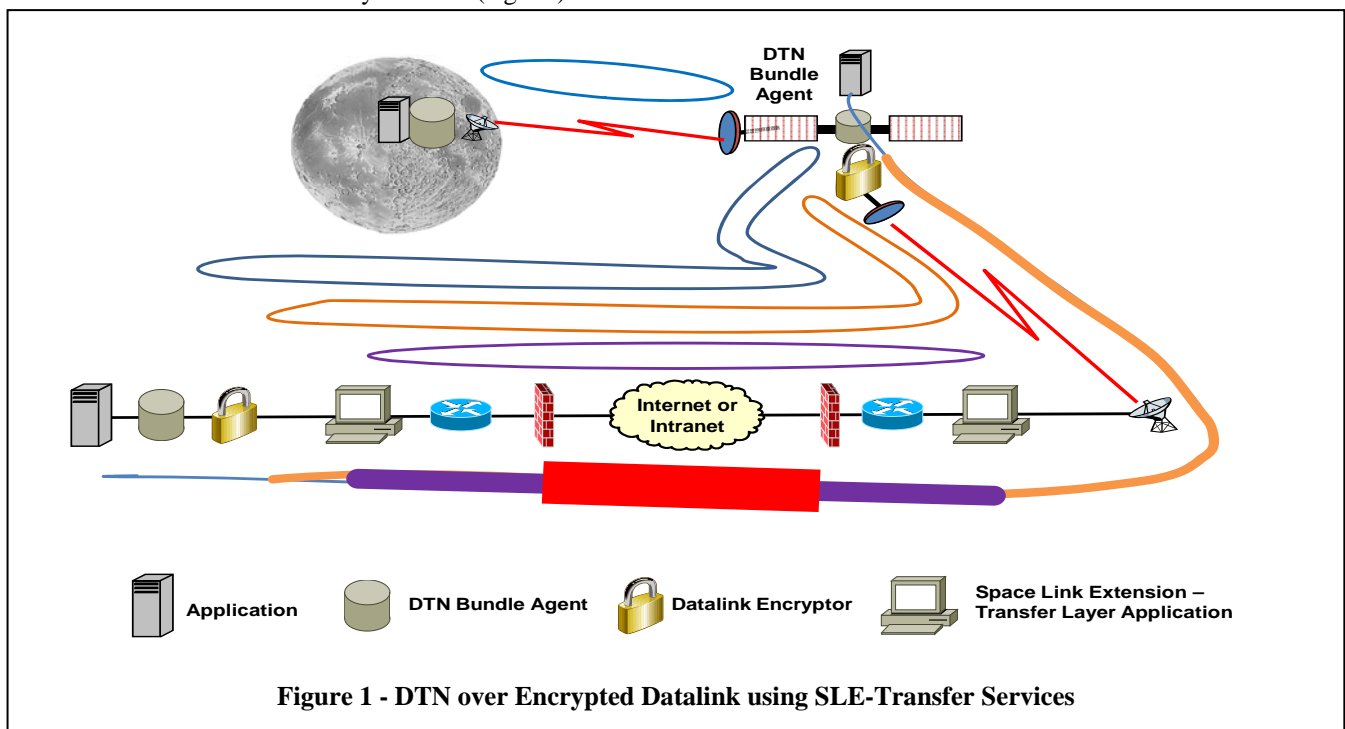 DTN
Bundle
Agent
Internet or
Intranet
Application
DTN Bundle Agent
Datalink Encryptor
Space Link Extension –
Transfer Layer Application
Figure 1 - DTN over Encrypted Datalink using SLE-Transfer Services